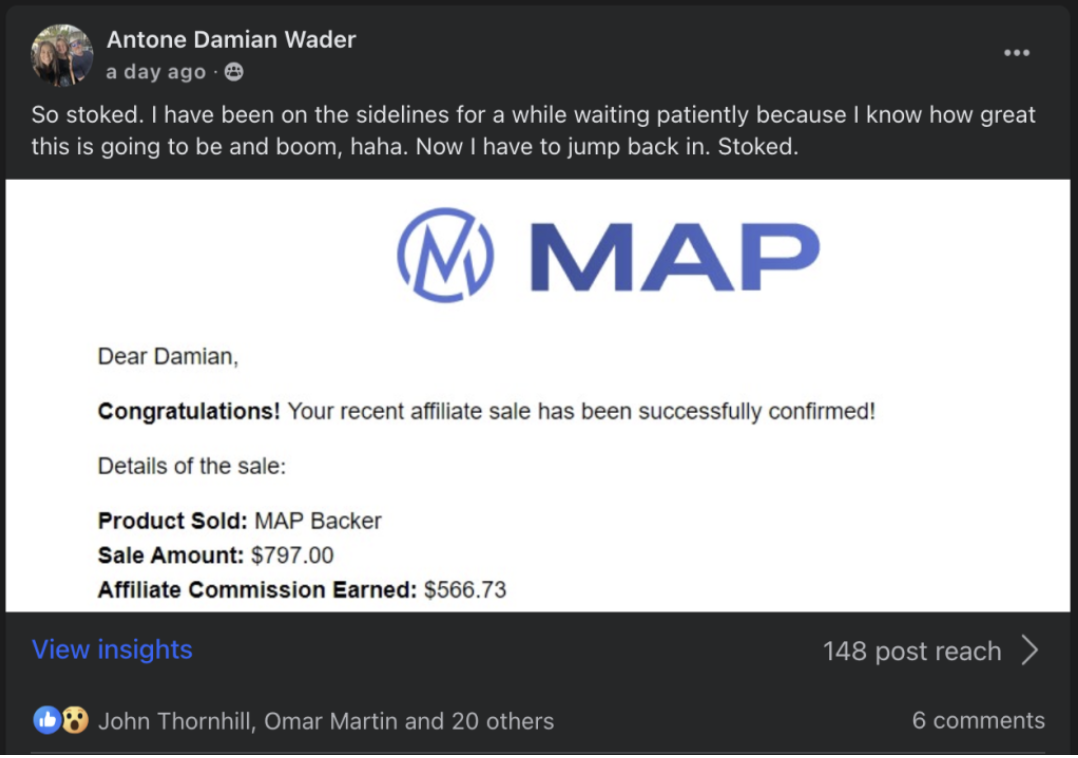 Antone Damian Wader
a day ago ·
So stoked. I have been on the sidelines for a while waiting patiently because I know how great
this is going to be and boom, haha. Now I have to jump back in. Stoked.
MAP
Dear Damian,
Congratulations! Your recent affiliate sale has been successfully confirmed!
Details of the sale:
Product Sold: MAP Backer
Sale Amount: $797.00
Affiliate Commission Earned: $566.73
View insights
148 post reach
John Thornhill, Omar Martin and 20 others
6 comments